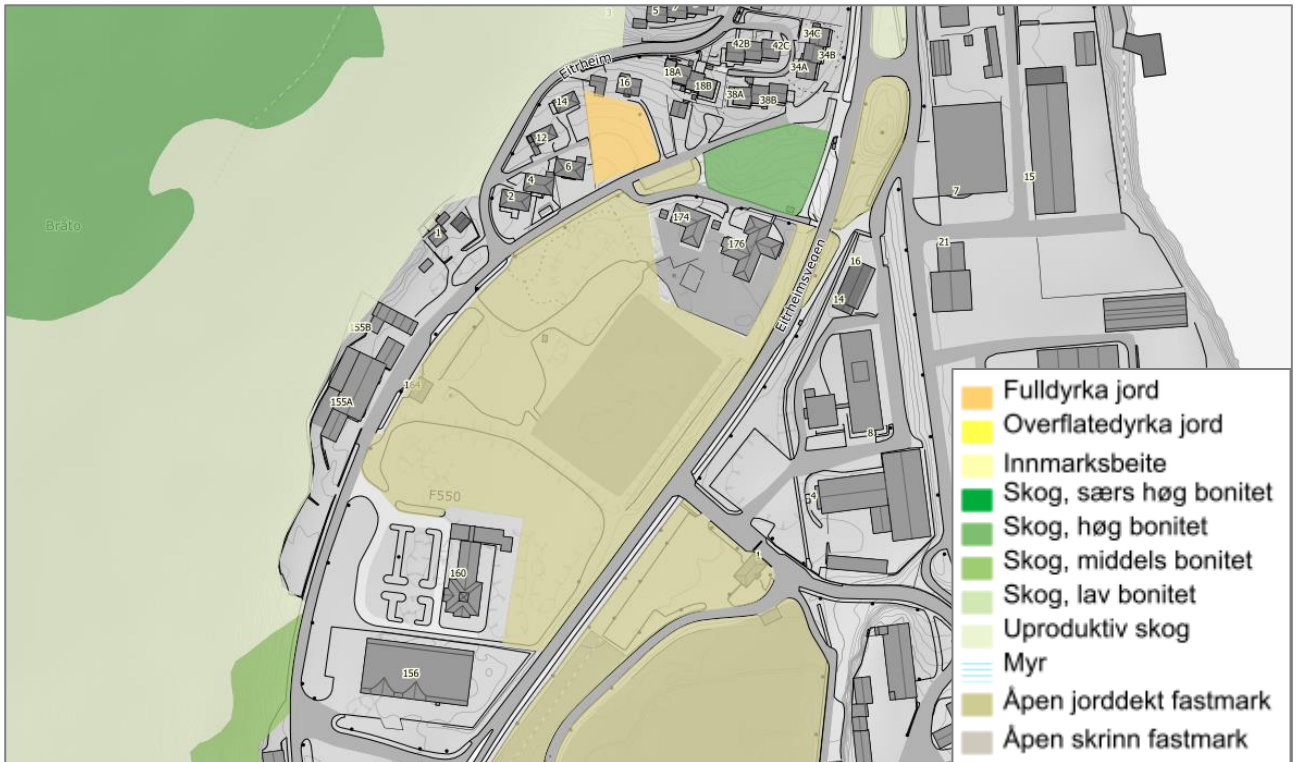 3
5
7
42B
42C
34C
34B
34A
Eitrheim
18A
18B
16
38A
38B
14
12
6
4
2
1
7
15
Bråto
174
176
21
Eitrheimsvegen
16
14
155B
164
155A
8
F550
4
1
160
156
Fulldyrka jord
Overflatedyrka jord
Innmarksbeite
Skog, særs høg bonitet
Skog, høg bonitet
Skog, middels bonitet
Skog, lav bonitet
Uproduktiv skog
Myr
Åpen jorddekt fastmark
Åpen skrinn fastmark